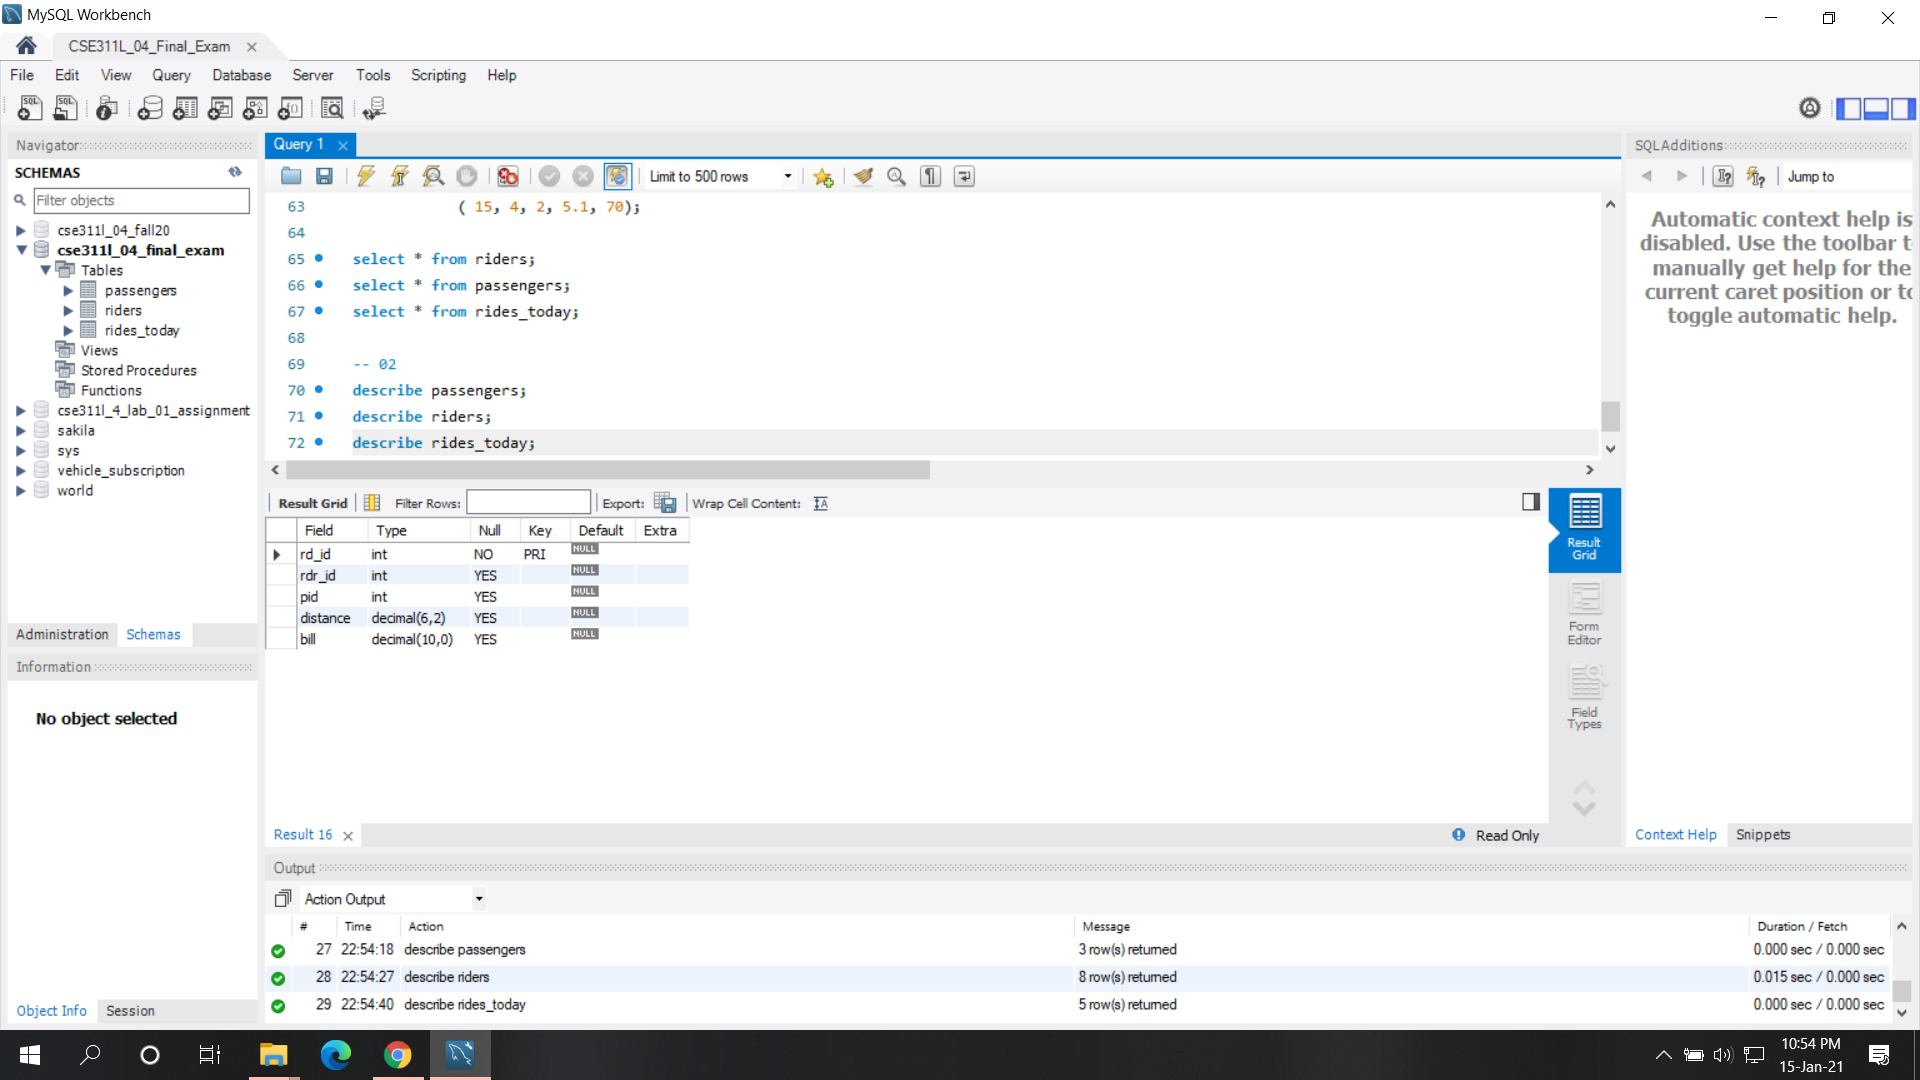 MySQL Workbench
CSE311L_04_Final_Exam
File Edit View Query Database Server Tools Scripting Help
Navigator
SCHEMAS
Filter objects
cse311l_04_fall20
cse311l_04_final_exam
Tables
passengers
riders
rides_today
Views
Stored Procedures
Functions
cse311l_4_lab_01_assignment
sakila
sys
vehicle_subscription
world
Administration Schemas
Information
No object selected
Object Info Session
Query 1
Limit to 500 rows
63 ( 15, 4, 2, 5.1, 70);
64
65 select * from riders;
66 select * from passengers;
67 select * from rides_today;
68
69 -- 02
70 describe passengers;
71 describe riders;
72 describe rides_today;
Result Grid Filter Rows: Export: Wrap Cell Content:
Field Type Null Key Default Extra
rd_id int NO PRI NULL
rdr_id int YES NULL
pid int YES NULL
distance decimal(6,2) YES NULL
bill decimal(10,0) YES NULL
Result Grid
Form Editor
Field Types
Result 16
Read Only
SQLAdditions
Jump to
Automatic context help is
disabled. Use the toolbar t
manually get help for the
current caret position or to
toggle automatic help.
Context Help Snippets
Output
Action Output
# Time Action Message Duration / Fetch
27 22:54:18 describe passengers 3 row(s) returned 0.000 sec / 0.000 sec
28 22:54:27 describe riders 8 row(s) returned 0.015 sec / 0.000 sec
29 22:54:40 describe rides_today 5 row(s) returned 0.000 sec / 0.000 sec
10:54 PM
15-Jan-21